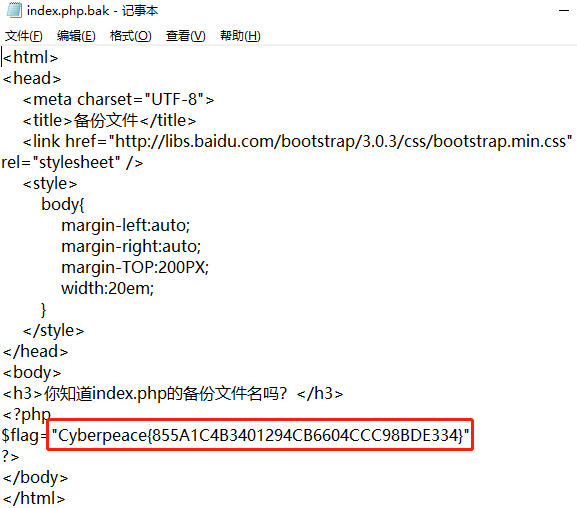 index.php.bak - 记事本
文件(F) 编辑(E) 格式(O) 查看(V) 帮助(H)
<html>
<head>
    <meta charset="UTF-8">
    <title>备份文件</title>
    <link href="http://libs.baidu.com/bootstrap/3.0.3/css/bootstrap.min.css"
rel="stylesheet" />
    <style>
        body{
            margin-left:auto;
            margin-right:auto;
            margin-TOP:200PX;
            width:20em;
        }
    </style>
</head>
<body>
<h3>你知道index.php的备份文件名吗？</h3>
<?php
$flag="Cyberpeace{855A1C4B3401294CB6604CCC98BDE334}"
?>
</body>
</html>